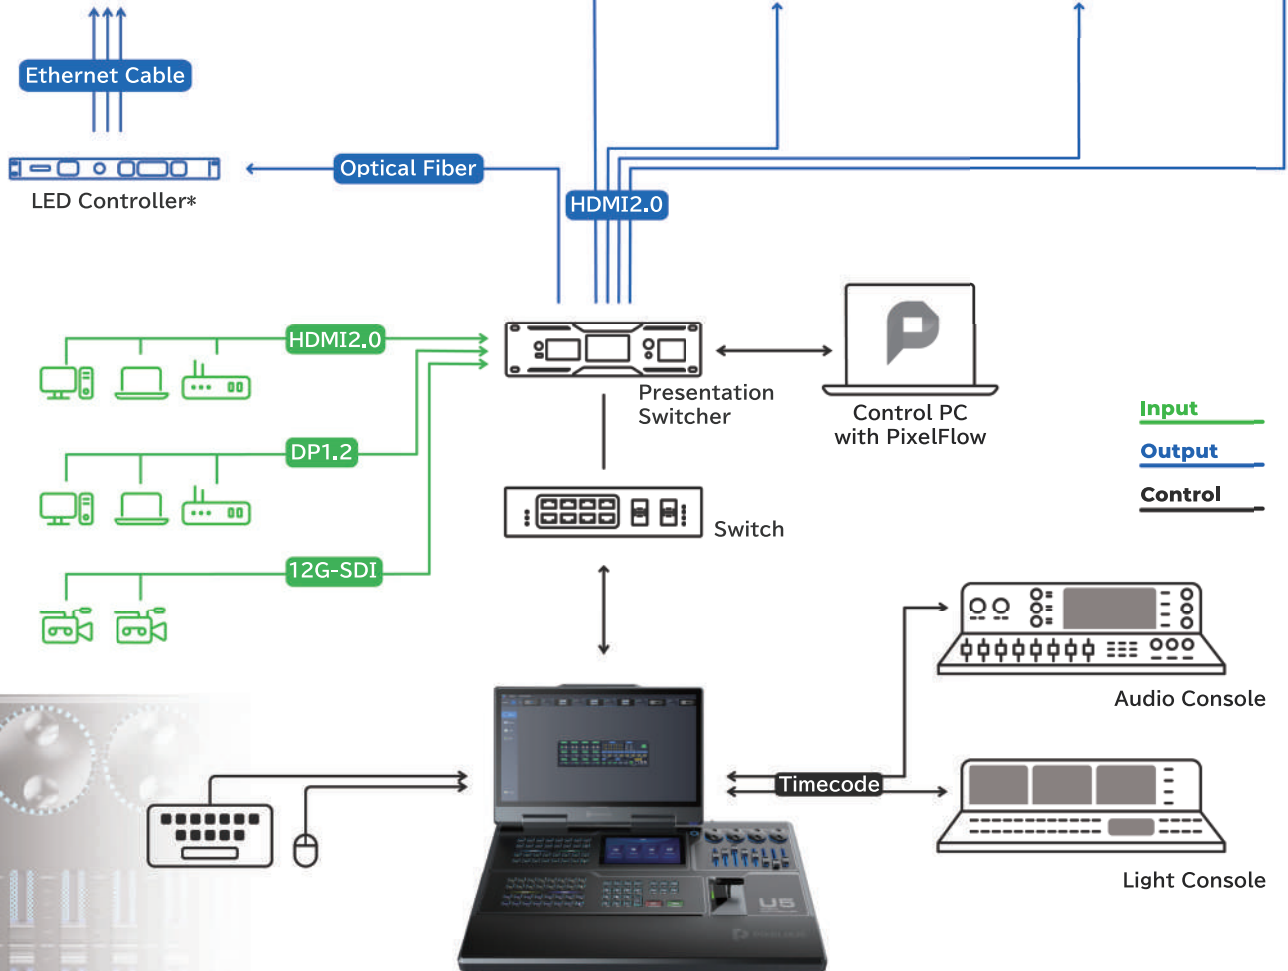 Ethernet Cable
Optical Fiber
LED Controller*
HDMI2.0
HDMI2.0
Presentation
Switcher
Control PC
with PixelFlow
Input
Output
Control
DP1.2
Switch
12G-SDI
Audio Console
Timecode
Light Console
U5